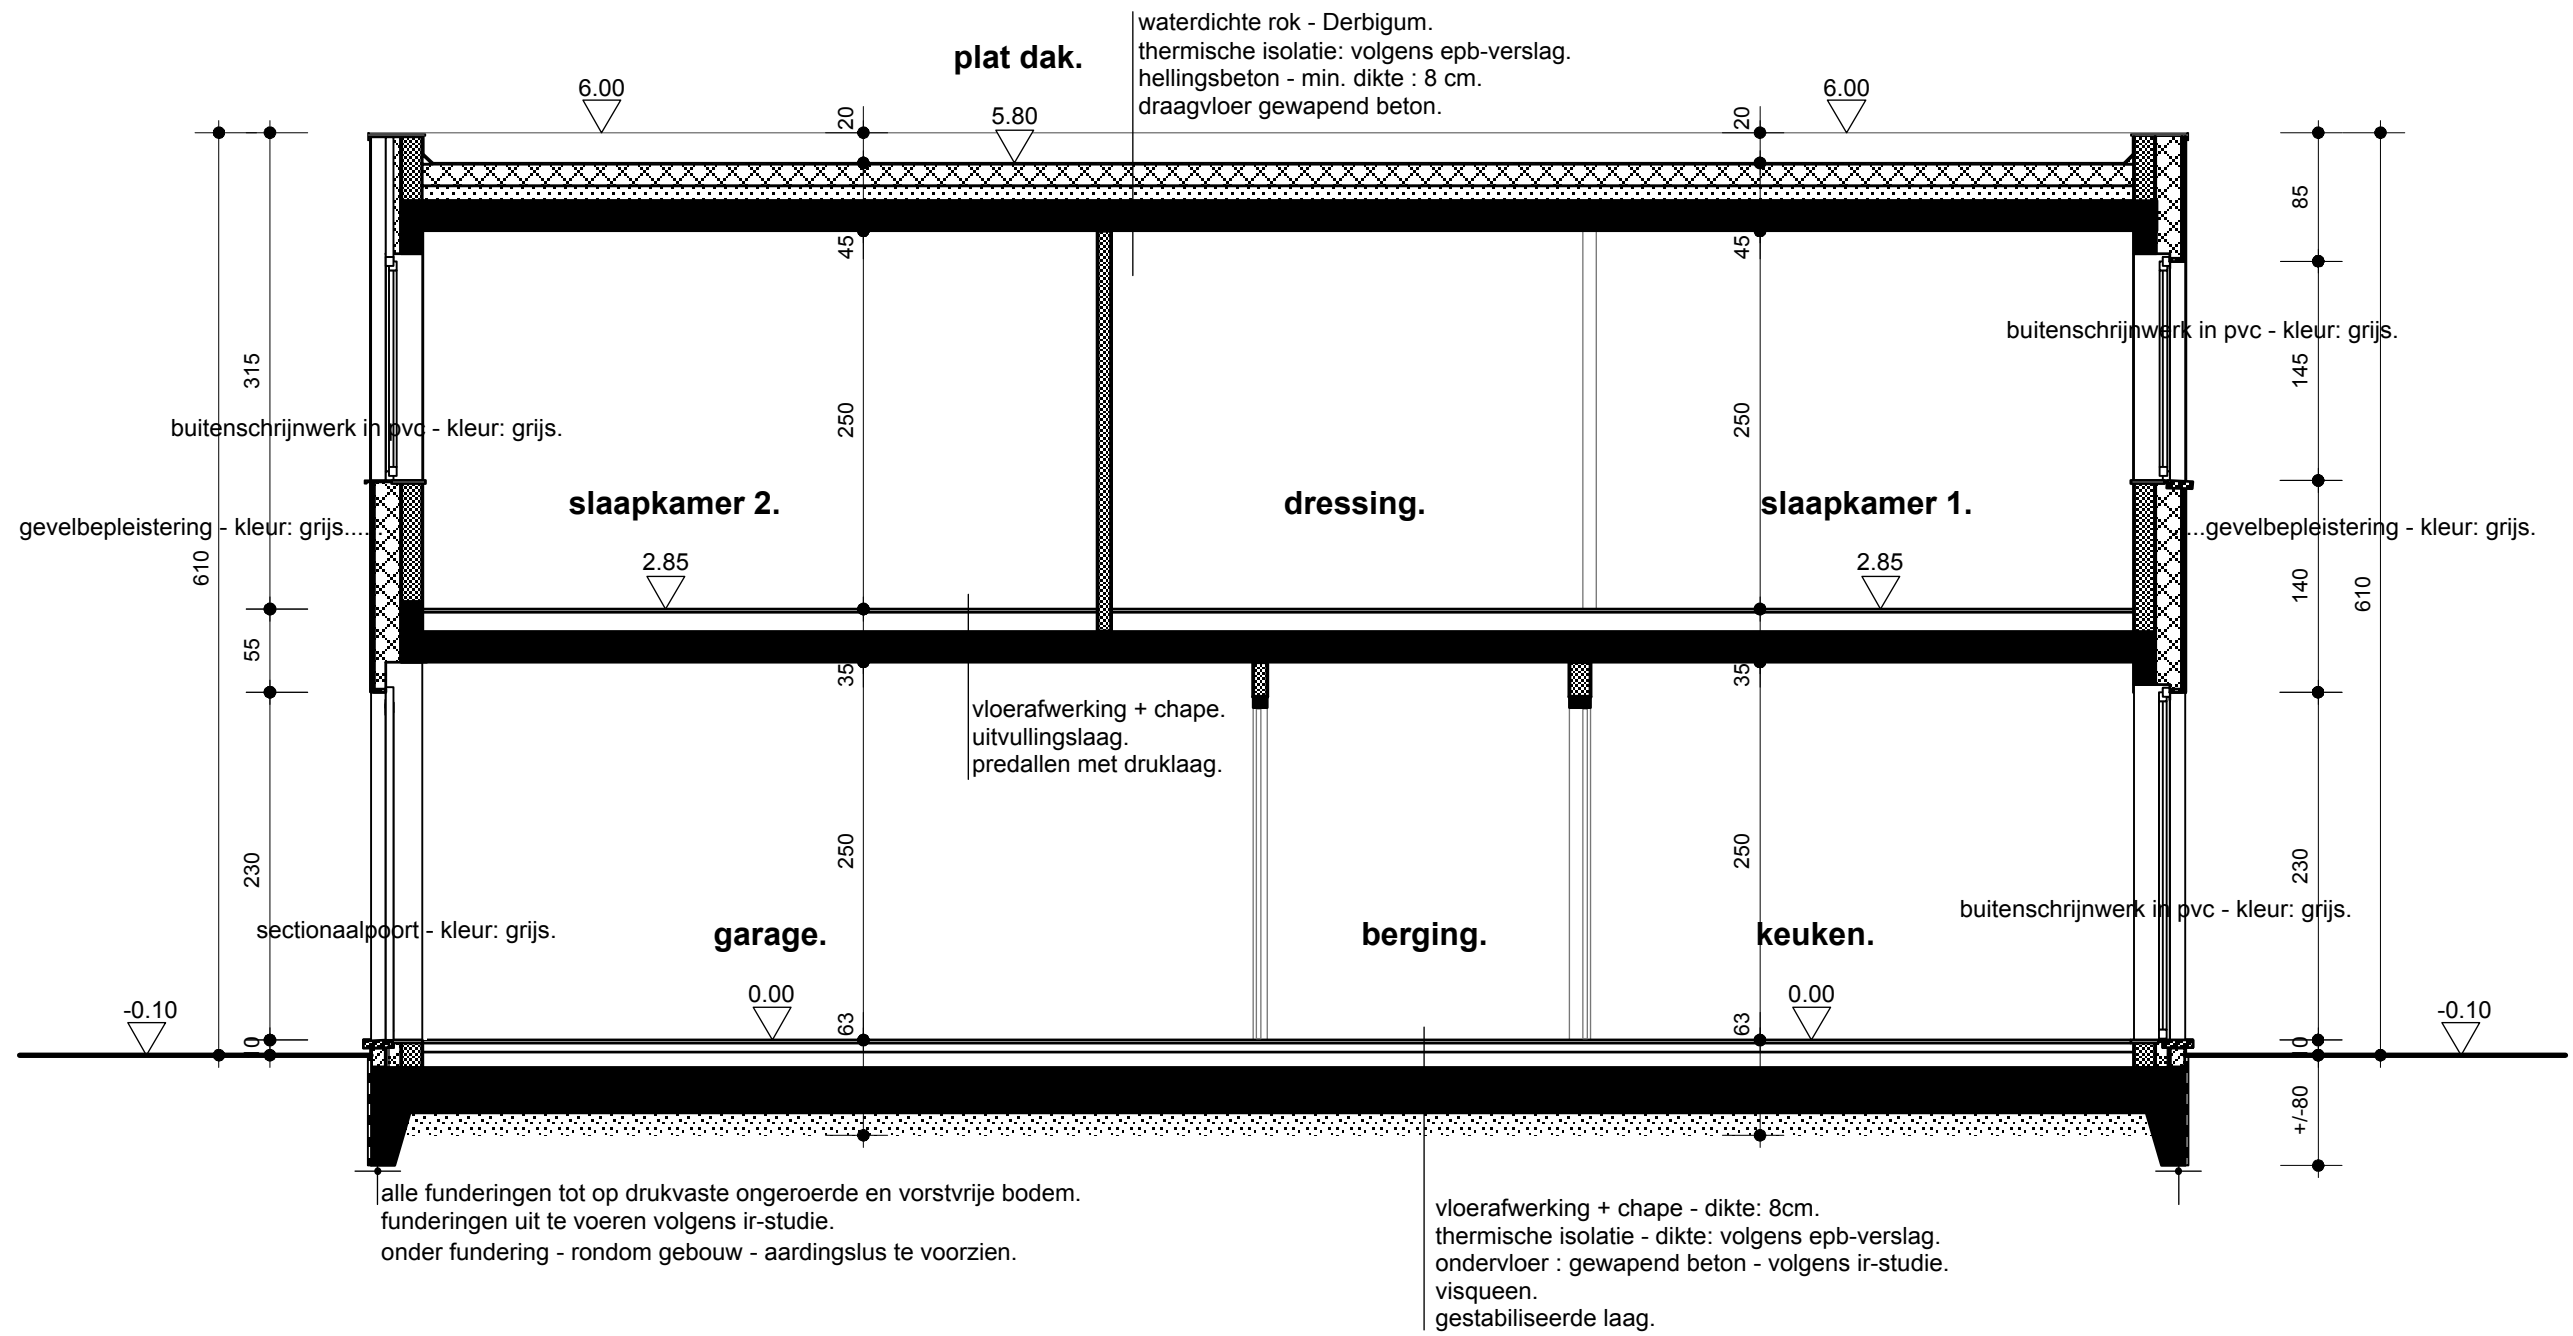 waterdichte rok - Derbigum.
thermische isolatie: volgens epb-verslag.
hellingsbeton - min. dikte : 8 cm.
draagvloer gewapend beton.
plat dak.
6.00
5.80
6.00
20
20
45
45
85
315
250
250
145
buitenschrijnwerk in pvc - kleur: grijs.
buitenschrijnwerk in pvc - kleur: grijs.
slaapkamer 2.
dressing.
slaapkamer 1.
gevelbepleistering - kleur: grijs.....
...gevelbepleistering - kleur: grijs.
610
2.85
2.85
140
610
55
35
35
vloerafwerking + chape.
uitvullingslaag.
predallen met druklaag.
230
250
250
230
buitenschrijnwerk in pvc - kleur: grijs.
sectionaalpoort - kleur: grijs.
garage.
berging.
keuken.
-0.10
0.00
63
63
0.00
-0.10
10
10
+/-80
alle funderingen tot op drukvaste ongeroerde en vorstvrije bodem.
funderingen uit te voeren volgens ir-studie.
onder fundering - rondom gebouw - aardingslus te voorzien.
vloerafwerking + chape - dikte: 8cm.
thermische isolatie - dikte: volgens epb-verslag.
ondervloer : gewapend beton - volgens ir-studie.
visqueen.
gestabiliseerde laag.